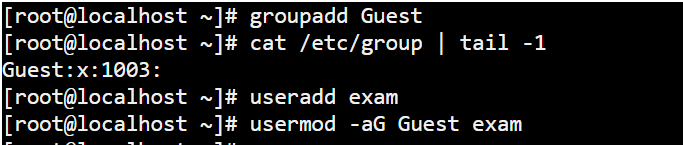 [root@localhost ~]# groupadd Guest
[root@localhost ~]# cat /etc/group | tail -1
Guest:x:1003:
[root@localhost ~]# useradd exam
[root@localhost ~]# usermod -aG Guest exam